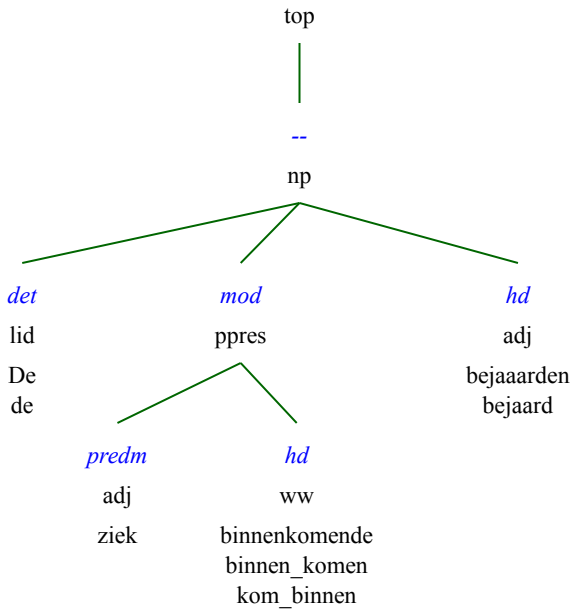 top
--
np
det mod hd
lid ppres adj
De bejaaarden
de bejaard
predm hd
adj ww
ziek binnenkomende
binnen_komen
kom_binnen